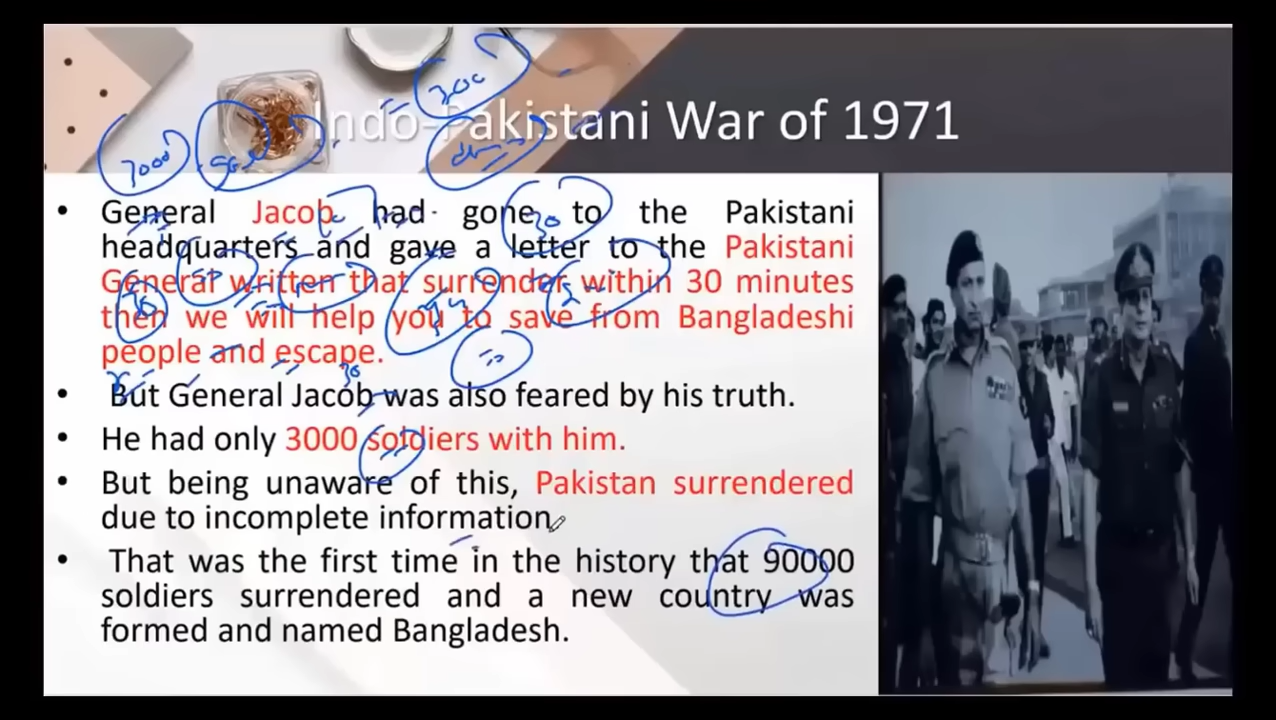 Indo-Pakistani War of 1971
• General Jacob had gone to the Pakistani
headquarters and gave a letter to the Pakistani
General written that surrender within 30 minutes
then we will help you to save from Bangladeshi
people and escape.
• But General Jacob was also feared by his truth.
• He had only 3000 soldiers with him.
• But being unaware of this, Pakistan surrendered
due to incomplete information
• That was the first time in the history that 90000
soldiers surrendered and a new country was
formed and named Bangladesh.